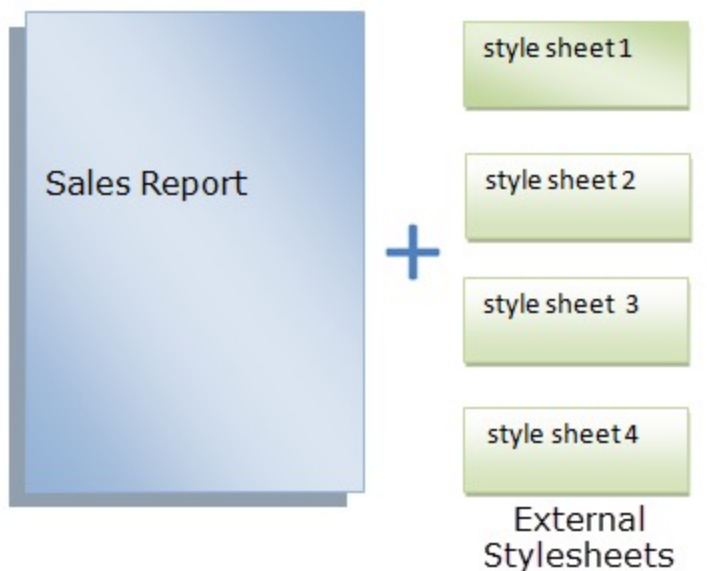 Sales Report
style sheet 1
style sheet 2
style sheet 3
style sheet 4
External
Stylesheets